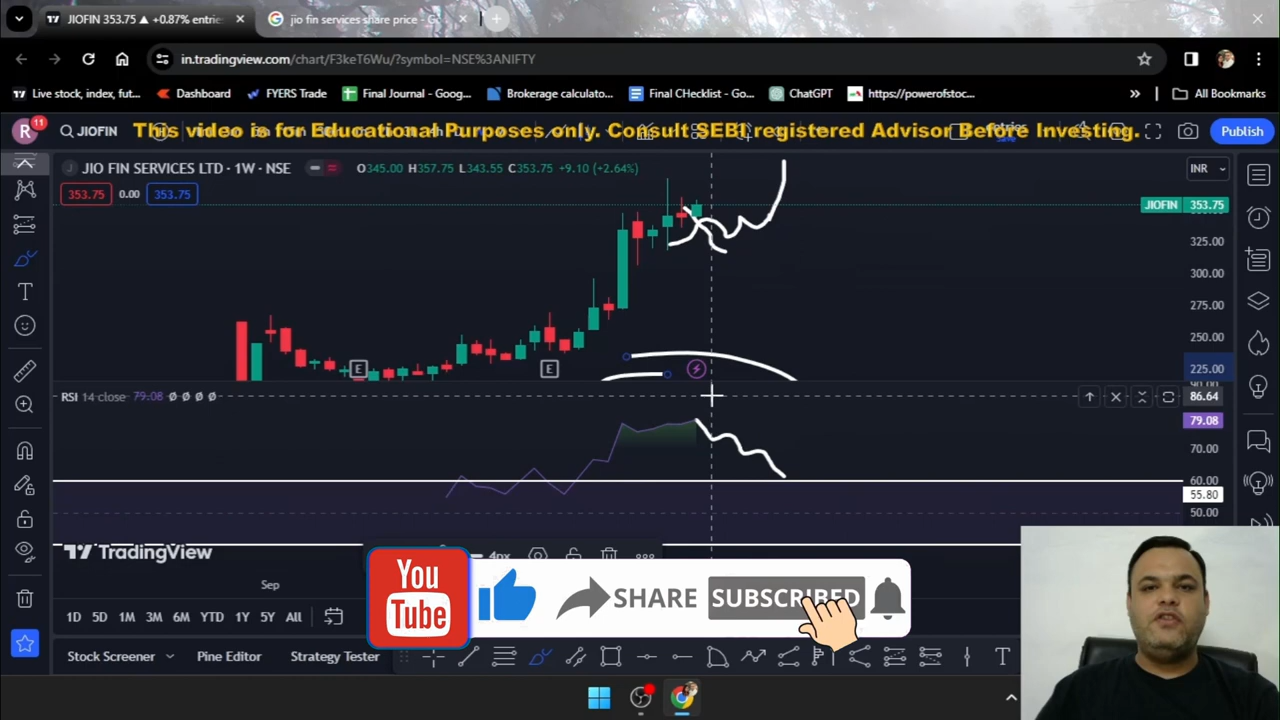 JIOFIN 353.75 ▲ +0.87% entrie
jio fin services share price - Go
in.tradingview.com/chart/F3keT6Wu/?symbol=NSE%3ANIFTY
Live stock, index, fut... Dashboard FYERS Trade Final Journal - Goog... Brokerage calculato... Final CHecklist - Goog... ChatGPT https://powerofstoc... » All Bookmarks
R 11 JIOFIN Publish
This video is for Educational Purposes only. Consult SEBI registered Advisor Before Investing.
JIO FIN SERVICES LTD · 1W · NSE O345.00 H357.75 L343.55 C353.75 +9.10 (+2.64%) INR
353.75 0.00 353.75
JIOFIN 353.75
325.00
300.00
275.00
250.00
E E 225.00
90.00
RSI 14 close 79.08 Ø Ø Ø Ø 86.64
79.08
70.00
60.00
55.80
50.00
TradingView 4px
Sep
You
Tube SHARE SUBSCRIBED
1D 5D 1M 3M 6M YTD 1Y 5Y All
Stock Screener Pine Editor Strategy Tester